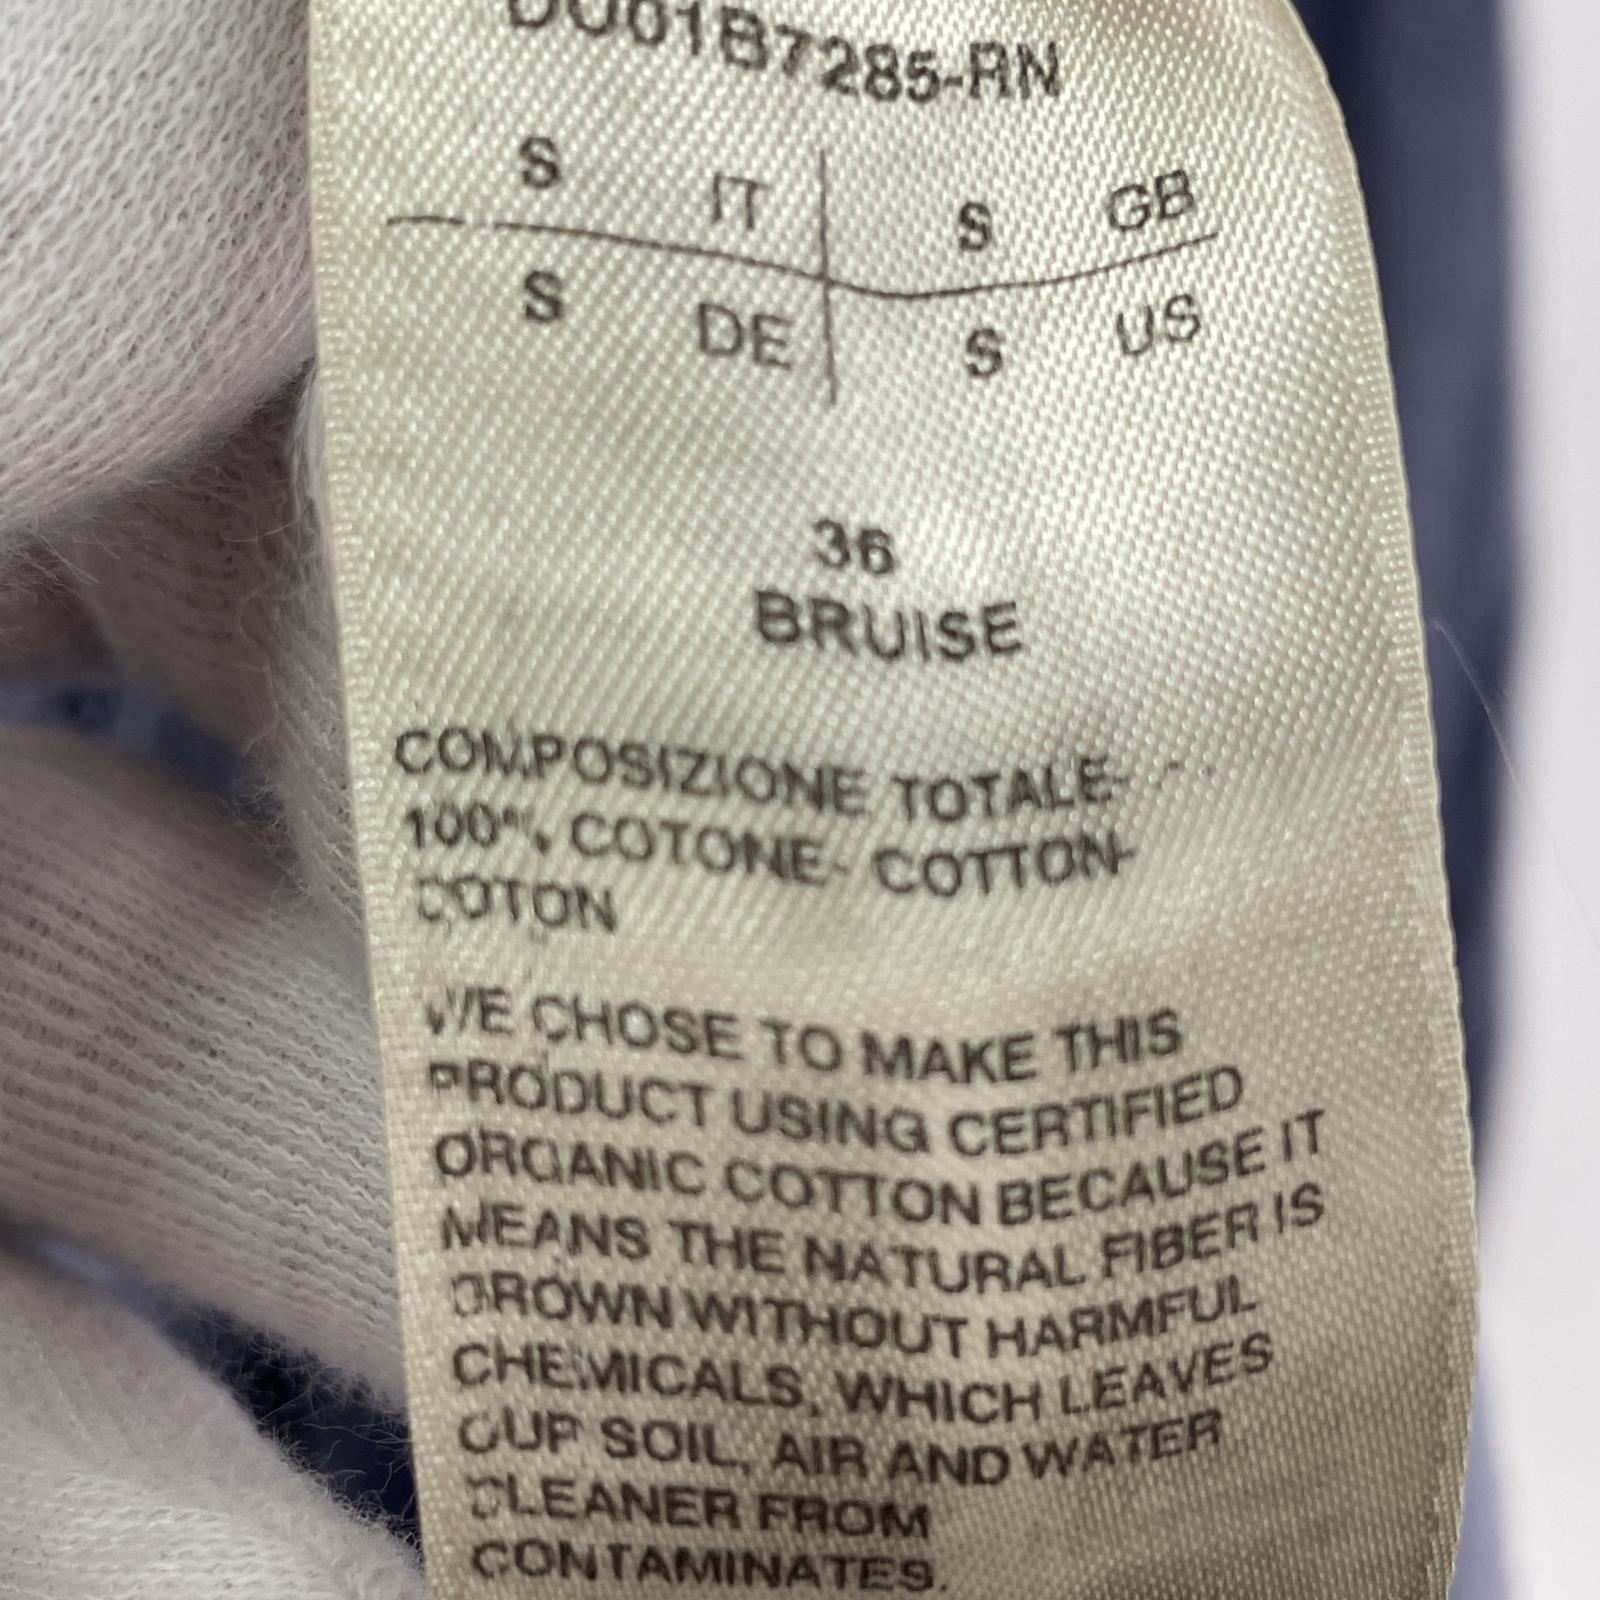 DU01B7285-RN
S IT S GB
S DE S US
36
BRUISE
COMPOSIZIONE TOTALE-
100% COTONE- COTTON-
COTON
WE CHOSE TO MAKE THIS
PRODUCT USING CERTIFIED
ORGANIC COTTON BECAUSE IT
MEANS THE NATURAL FIBER IS
GROWN WITHOUT HARMFUL
CHEMICALS, WHICH LEAVES
OUR SOIL, AIR AND WATER
CLEANER FROM
CONTAMINATES.